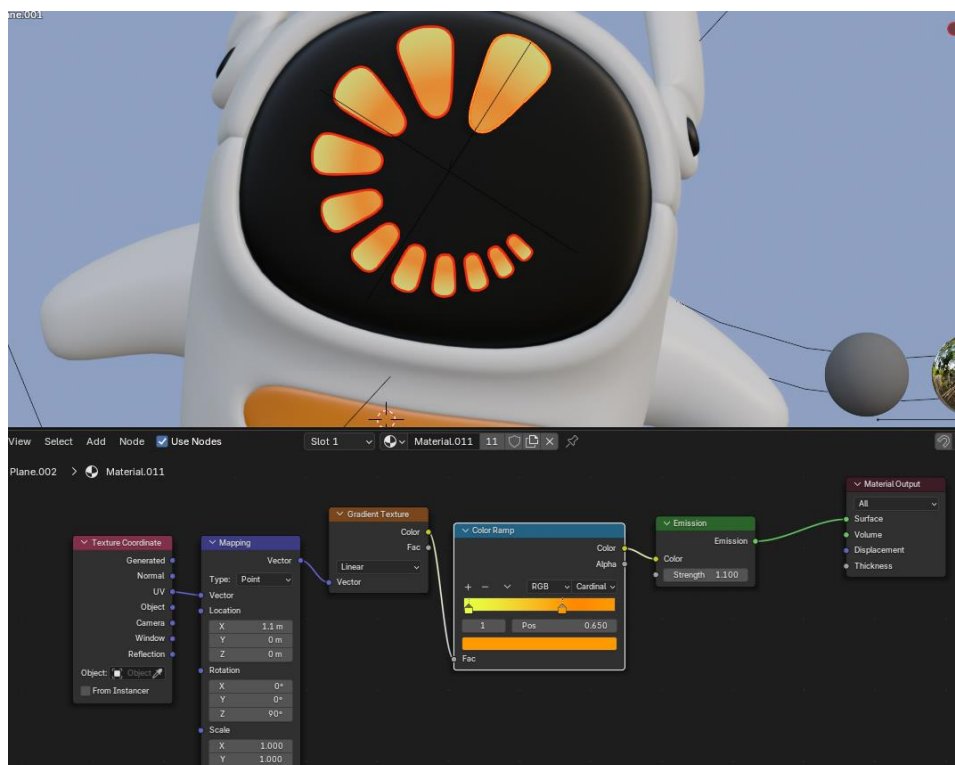 ne.001
View Select Add Node Use Nodes Slot 1 Material.011 11
Plane.002 > Material.011
Material Output
All
Surface
Volume
Displacement
Thickness
Gradient Texture
Color
Fac
Linear
Vector
Color Ramp
Color
Alpha
RGB Cardinal
1 Pos 0.650
Fac
Emission
Emission
Color
Strength 1.100
Texture Coordinate
Generated
Normal
UV
Object
Camera
Window
Reflection
Object: Object
From Instancer
Mapping
Vector
Type: Point
Vector
Location
X 1.1 m
Y 0 m
Z 0 m
Rotation
X 0°
Y 0°
Z 90°
Scale
X 1.000
Y 1.000